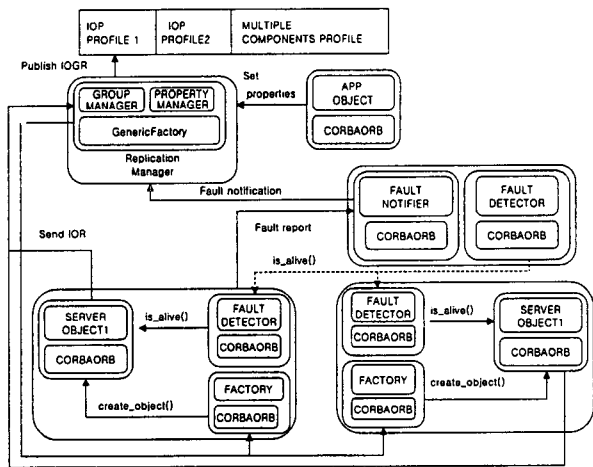 IOP
PROFILE 1
IOP
PROFILE2
MULTIPLE
COMPONENTS PROFILE
Publish IOGR
GROUP
MANAGER
PROPERTY
MANAGER
GenericFactory
Replication
Manager
Set
properties
APP
OBJECT
CORBAORB
Fault notification
FAULT
NOTIFIER
CORBAORB
FAULT
DETECTOR
CORBAORB
Send IOR
Fault report
is_alive()
SERVER
OBJECT1
CORBAORB
is_alive()
FAULT
DETECTOR
CORBAORB
create_object()
FACTORY
CORBAORB
FAULT
DETECTOR
CORBAORB
is_alive()
SERVER
OBJECT1
CORBAORB
FACTORY
CORBAORB
create_object()